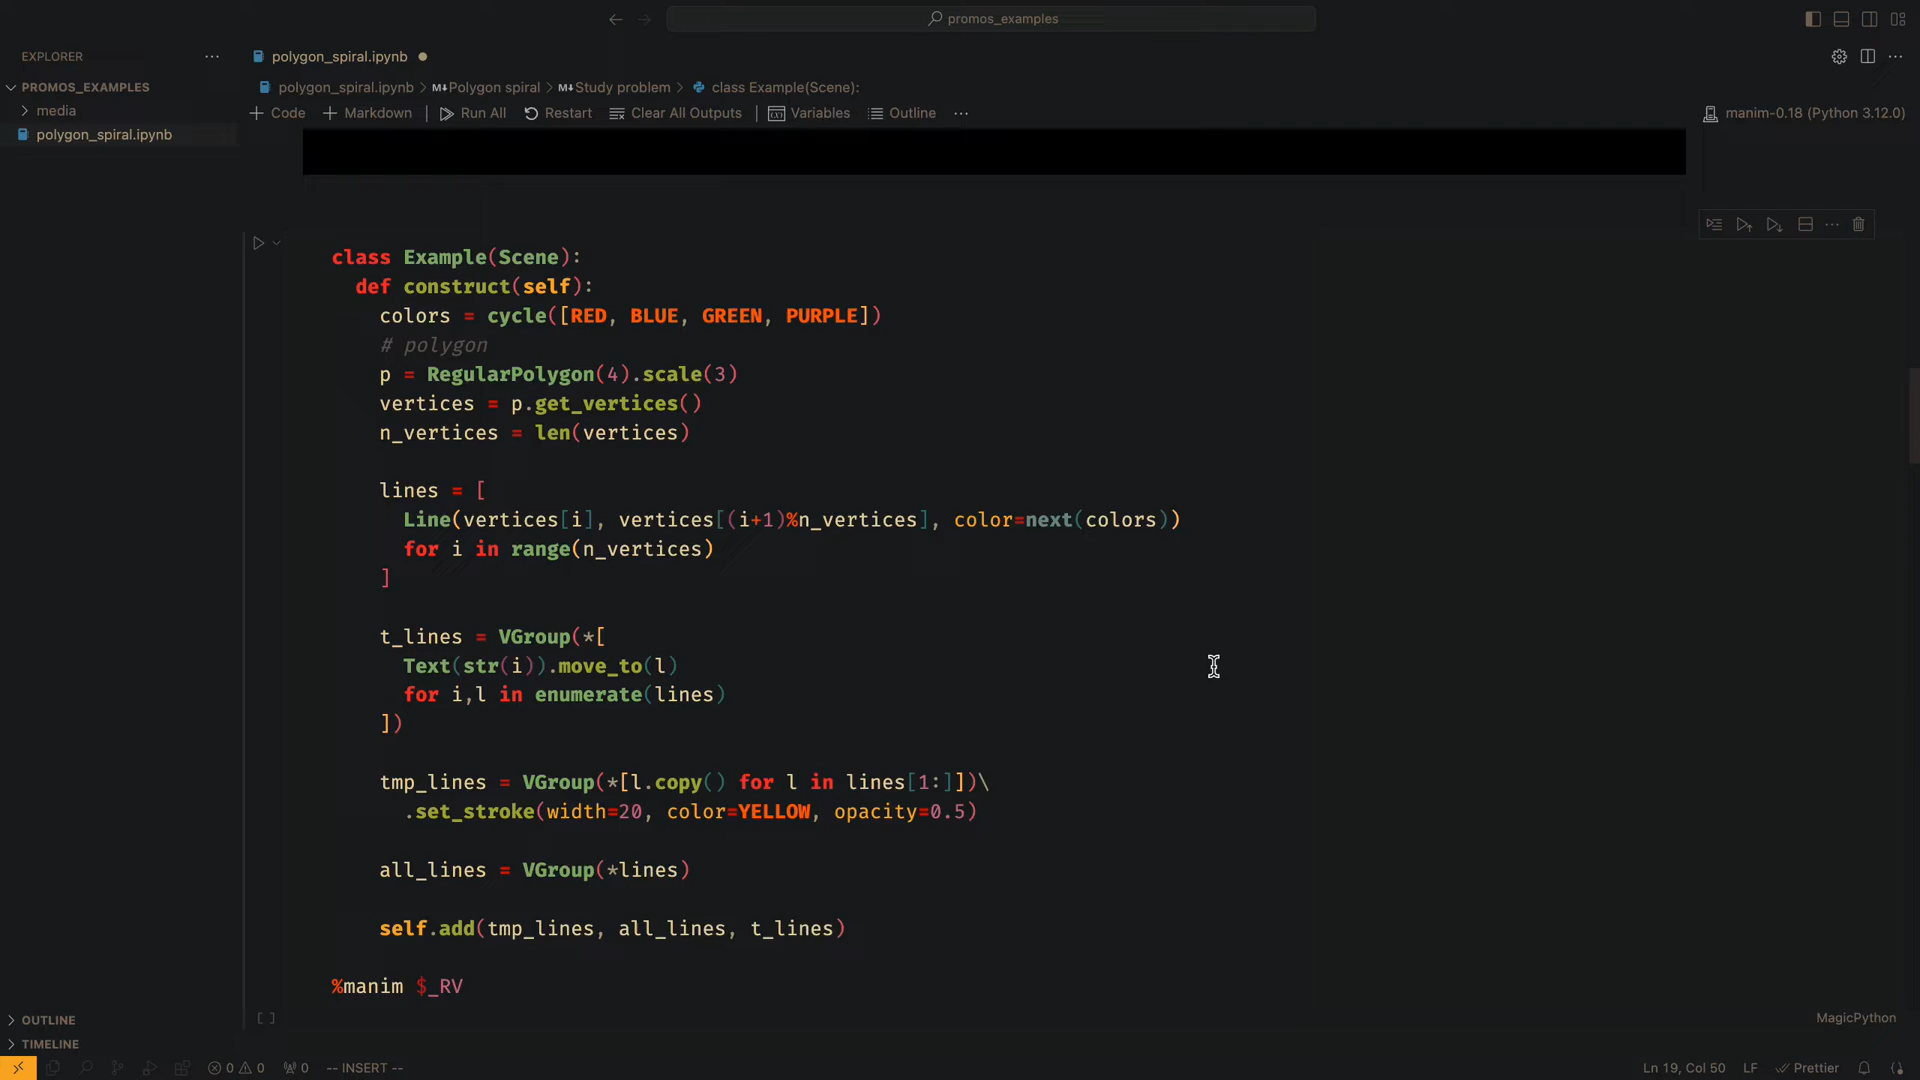 promos_examples
EXPLORER
polygon_spiral.ipynb
PROMOS_EXAMPLES
media
polygon_spiral.ipynb
polygon_spiral.ipynb > M↓Polygon spiral > M↓Study problem > class Example(Scene):
+ Code + Markdown Run All Restart Clear All Outputs Variables Outline ...
manim-0.18 (Python 3.12.0)
class Example(Scene):
def construct(self):
colors = cycle([RED, BLUE, GREEN, PURPLE])
# polygon
p = RegularPolygon(4).scale(3)
vertices = p.get_vertices()
n_vertices = len(vertices)
lines = [
Line(vertices[i], vertices[(i+1)%n_vertices], color=next(colors))
for i in range(n_vertices)
]
t_lines = VGroup(*[
Text(str(i)).move_to(l)
for i,l in enumerate(lines)
])
tmp_lines = VGroup(*[l.copy() for l in lines[1:]])\
.set_stroke(width=20, color=YELLOW, opacity=0.5)
all_lines = VGroup(*lines)
self.add(tmp_lines, all_lines, t_lines)
%manim $_RV
[ ]
MagicPython
OUTLINE
TIMELINE
0 0 0 -- INSERT --
Ln 19, Col 50 LF Prettier